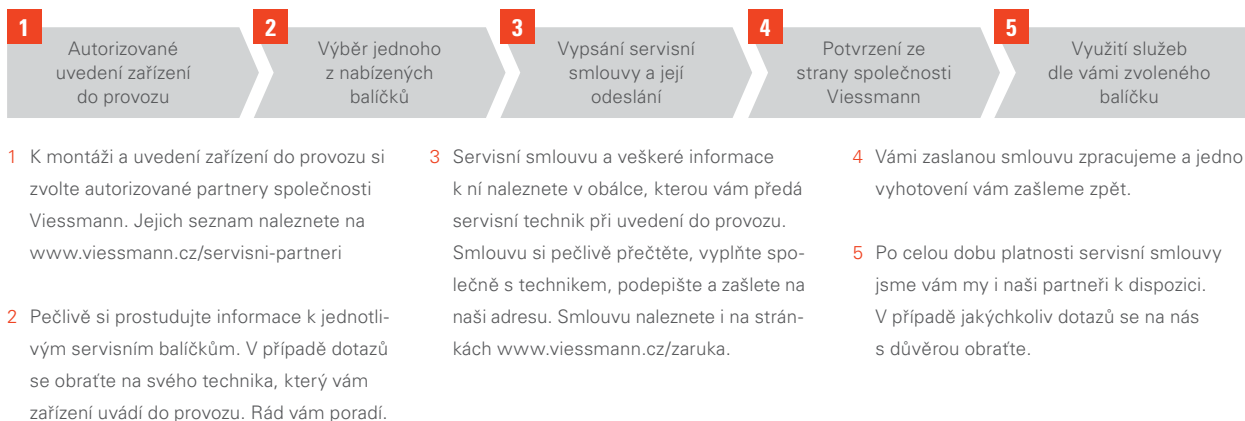 1
Autorizované
uvedení zařízení
do provozu
2
Výběr jednoho
z nabízených
balíčků
3
Vypsání servisní
smlouvy a její
odeslání
4
Potvrzení ze
strany společnosti
Viessmann
5
Využití služeb
dle vámi zvoleného
balíčku
1 K montáži a uvedení zařízení do provozu si
zvolte autorizované partnery společnosti
Viessmann. Jejich seznam naleznete na
www.viessmann.cz/servisni-partneri
2 Pečlivě si prostudujte informace k jednotli-
vým servisním balíčkům. V případě dotazů
se obraťte na svého technika, který vám
zařízení uvádí do provozu. Rád vám poradí.
3 Servisní smlouvu a veškeré informace
k ní naleznete v obálce, kterou vám předá
servisní technik při uvedení do provozu.
Smlouvu si pečlivě přečtěte, vyplňte spo-
lečně s technikem, podepište a zašlete na
naši adresu. Smlouvu naleznete i na strán-
kách www.viessmann.cz/zaruka.
4 Vámi zaslanou smlouvu zpracujeme a jedno
vyhotovení vám zašleme zpět.
5 Po celou dobu platnosti servisní smlouvy
jsme vám my i naši partneři k dispozici.
V případě jakýchkoliv dotazů se na nás
s důvěrou obraťte.